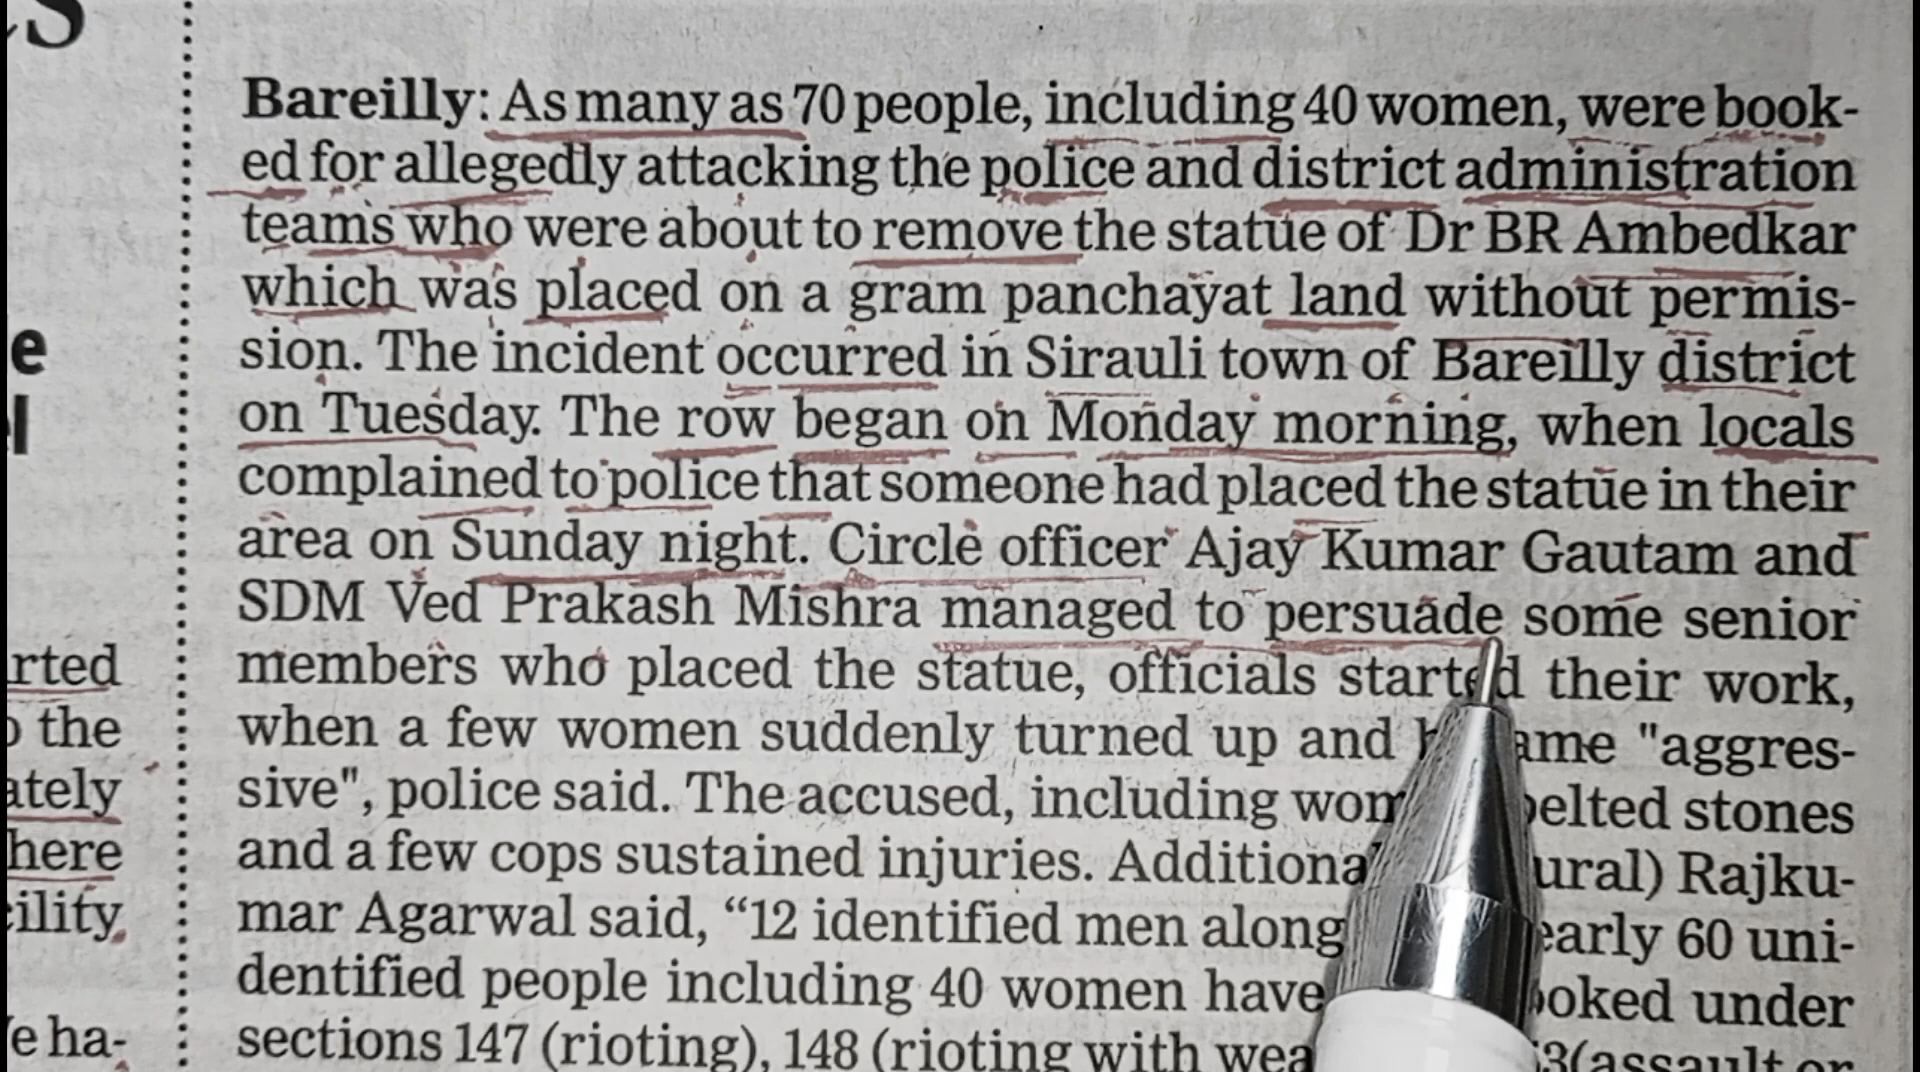 s
e
l
rted
the
ately
here
ility,
e ha-
Bareilly: As many as 70 people, including 40 women, were book-
ed for allegedly attacking the police and district administration
teams who were about to remove the statue of Dr BR Ambedkar
which was placed on a gram panchayat land without permis-
sion. The incident occurred in Sirauli town of Bareilly district
on Tuesday. The row began on Monday morning, when locals
complained to police that someone had placed the statue in their
area on Sunday night. Circle officer Ajay Kumar Gautam and
SDM Ved Prakash Mishra managed to persuade some senior
members who placed the statue, officials started their work,
when a few women suddenly turned up and ame "aggres-
sive", police said. The accused, including wom elted stones
and a few cops sustained injuries. Additiona ural) Rajku-
mar Agarwal said, “12 identified men along early 60 uni-
dentified people including 40 women have ooked under
sections 147 (rioting), 148 (rioting with wea 3(assault or